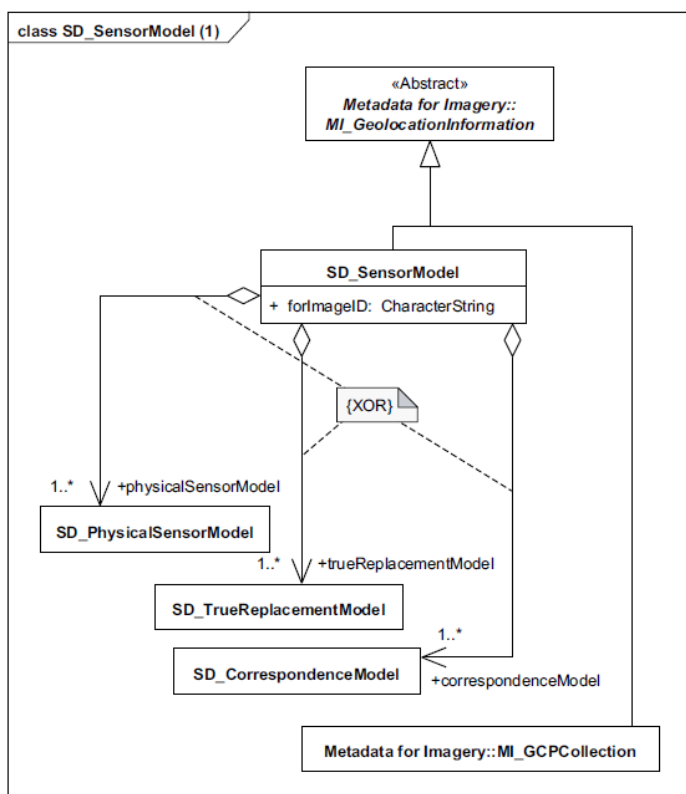 class SD_SensorModel (1)
«Abstract»
Metadata for Imagery::
MI_GeolocationInformation
SD_SensorModel
+ forImageID: CharacterString
{XOR}
1..* +physicalSensorModel
SD_PhysicalSensorModel
1..* +trueReplacementModel
SD_TrueReplacementModel
1..*
SD_CorrespondenceModel
+correspondenceModel
Metadata for Imagery::MI_GCPCollection